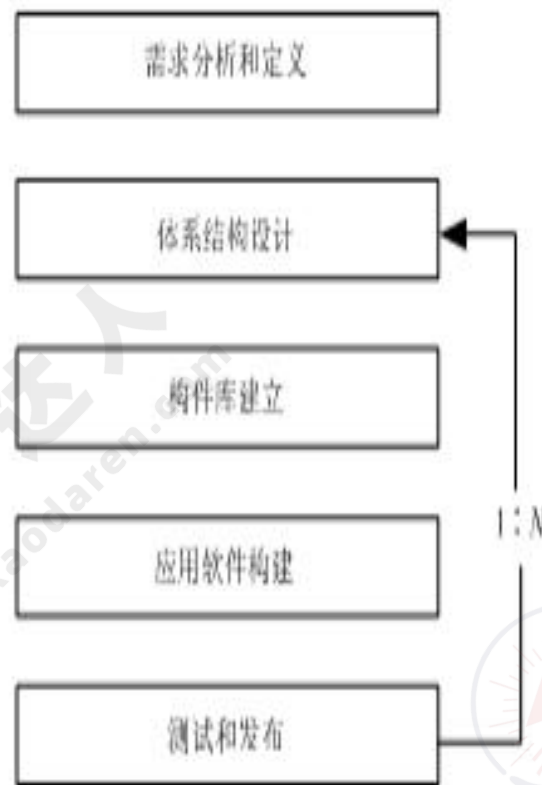 需求分析和定义
体系结构设计
构件库建立
1:N
应用软件构建
测试和发布